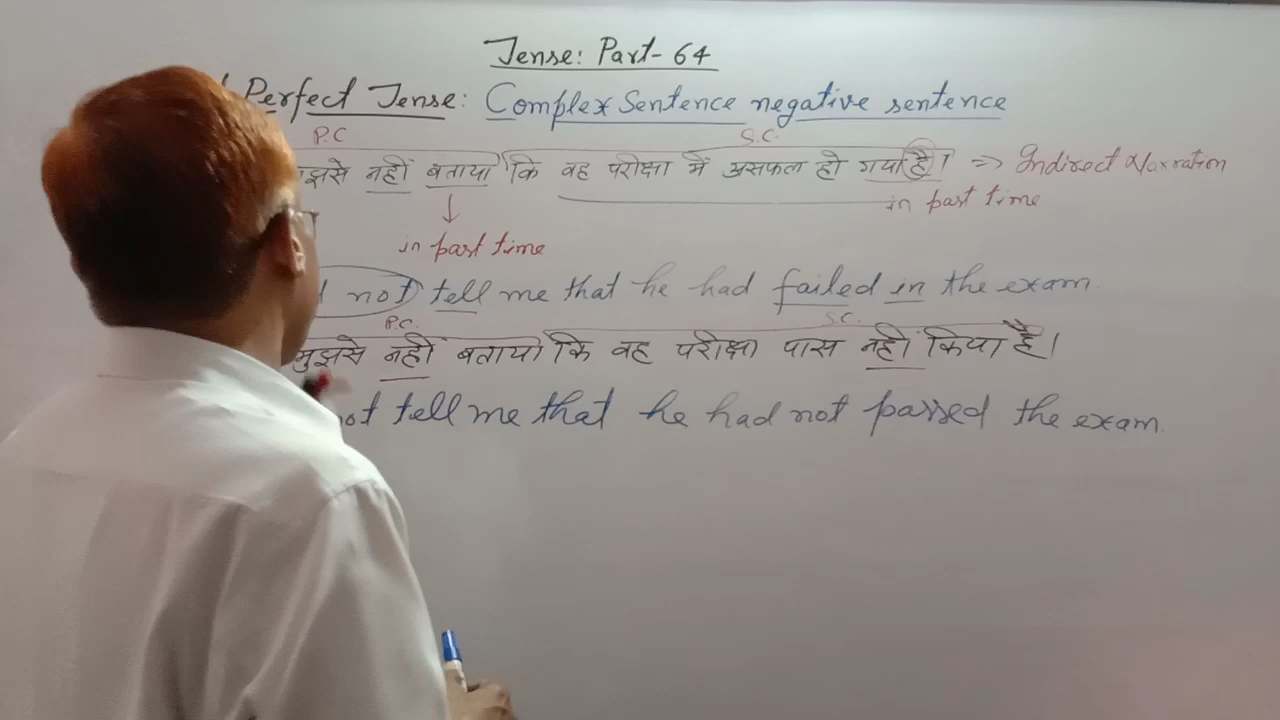 Tense: Part- 64
Perfect Tense: Complex Sentence negative sentence
P.C S.C.
नहीं बताया कि वह परीक्षा में असफल हो गया है। => Indirect Narration
in past time
in past time
not tell me that he had failed in the exam.
P.C. S.C.
मुझसे नहीं बताया कि वह परीक्षा पास नहीं किया है।
not tell me that he had not passed the exam.